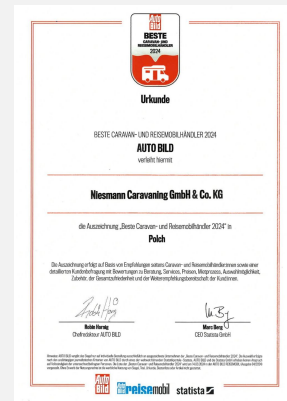 Auto
Bild
BESTE
CARAVAN- UND
REISEMOBILHÄNDLER
2024
Urkunde
BESTE CARAVAN- UND REISEMOBILHÄNDLER 2024
AUTO BILD
verleiht hiermit
Niesmann Caravaning GmbH & Co. KG
die Auszeichnung „Beste Caravan- und Reisemobilhändler 2024“ in
Polch
Die Auszeichnung erfolgt auf Basis von Empfehlungen seitens Caravan- und Reisemobilbesitzerinnen sowie einer
detaillierten Kundenbefragung mit Bewertungen zu Beratung, Services, Preisen, Mietprozess, Auswahlmöglichkeit,
Zubehör, der Gesamtzufriedenheit und der Weiterempfehlungsbereitschaft der Kund:innen.
Robin Hornig
Chefredakteur AUTO BILD
Marc Berg
CEO Statista GmbH
Auto
Bild
reisemobil
statista